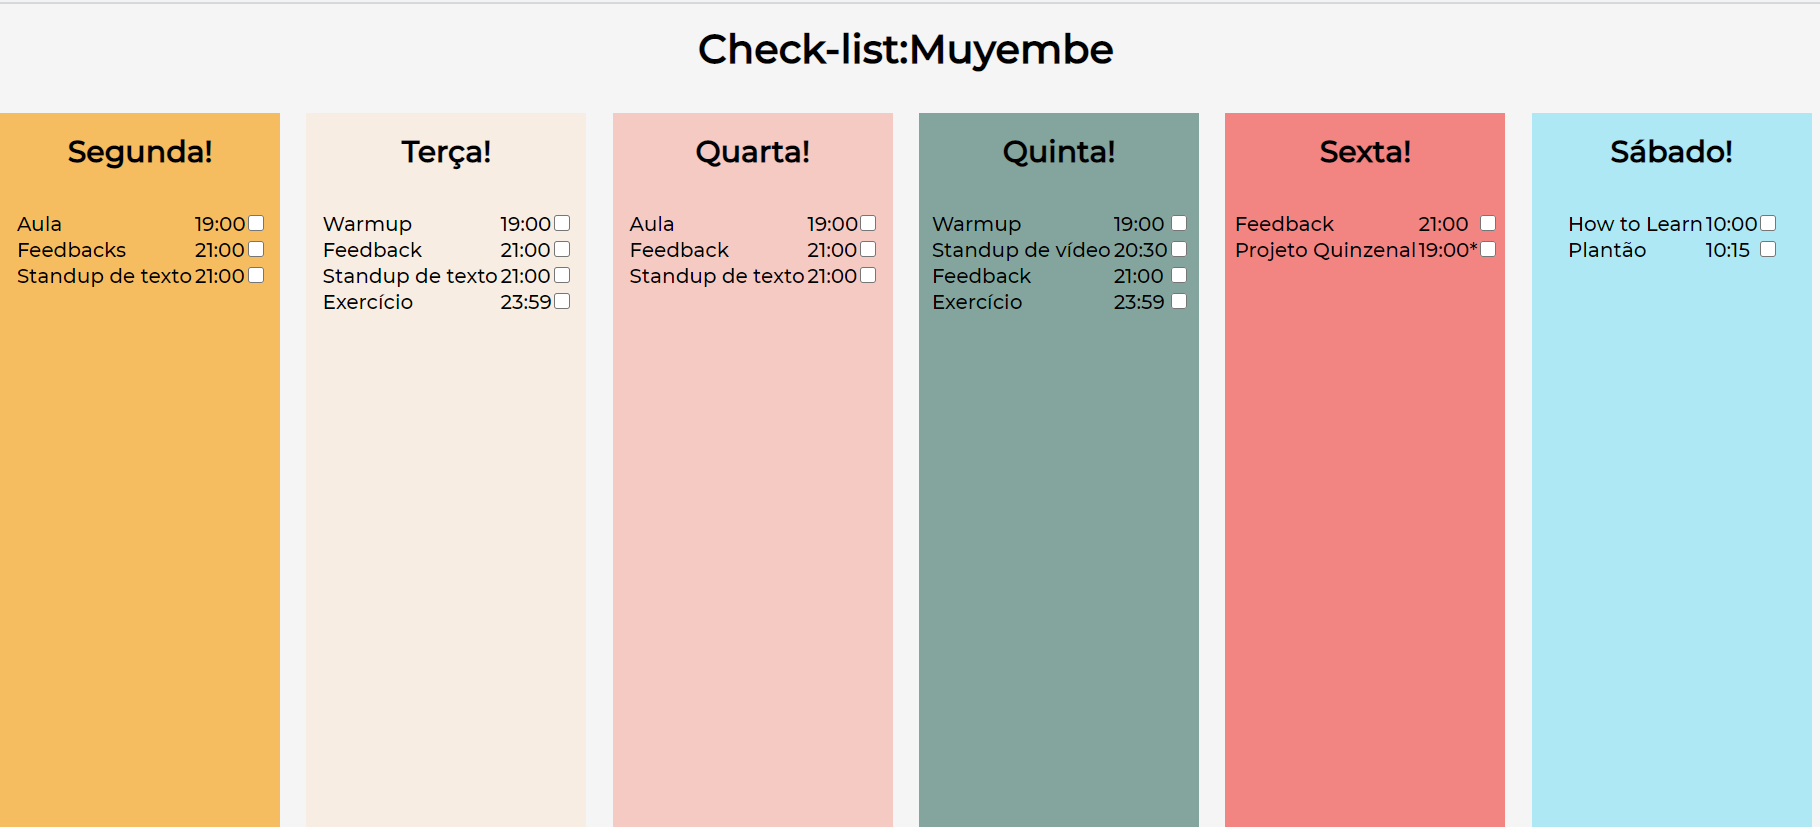 Check-list:Muyembe
Segunda!
Aula 19:00
Feedbacks 21:00
Standup de texto 21:00
Terça!
Warmup 19:00
Feedback 21:00
Standup de texto 21:00
Exercício 23:59
Quarta!
Aula 19:00
Feedback 21:00
Standup de texto 21:00
Quinta!
Warmup 19:00
Standup de vídeo 20:30
Feedback 21:00
Exercício 23:59
Sexta!
Feedback 21:00
Projeto Quinzenal 19:00*
Sábado!
How to Learn 10:00
Plantão 10:15